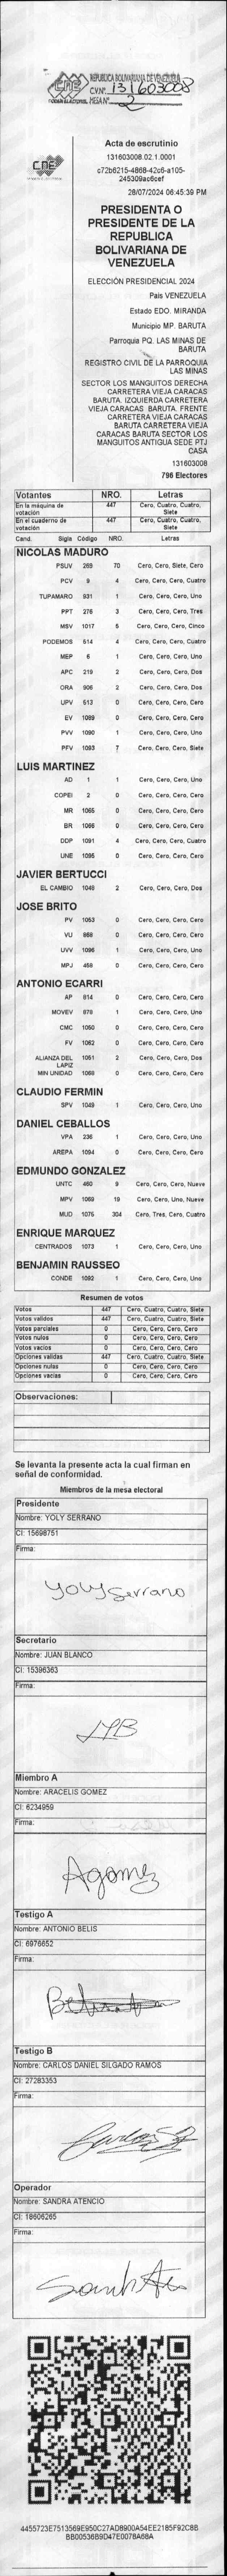 CNE
PODER ELECTORAL
REPUBLICA BOLIVARIANA DE VENEZUELA
C.V.N°. 131603008
MESA N° 2
CNE
Acta de escrutinio
131603008.02.1.0001
c72b6215-4868-42c6-a105-
245309ac6cef
28/07/2024 06:45:39 PM
PRESIDENTA O
PRESIDENTE DE LA
REPUBLICA
BOLIVARIANA DE
VENEZUELA
ELECCIÓN PRESIDENCIAL 2024
Pais VENEZUELA
Estado EDO. MIRANDA
Municipio MP. BARUTA
Parroquia PQ. LAS MINAS DE
BARUTA
REGISTRO CIVIL DE LA PARROQUIA
LAS MINAS
SECTOR LOS MANGUITOS DERECHA
CARRETERA VIEJA CARACAS
BARUTA. IZQUIERDA CARRETERA
VIEJA CARACAS BARUTA. FRENTE
CARRETERA VIEJA CARACAS
BARUTA CARRETERA VIEJA
CARACAS BARUTA SECTOR LOS
MANGUITOS ANTIGUA SEDE PTJ
CASA
131603008
796 Electores
Votantes NRO. Letras
En la máquina de votación 447 Cero, Cuatro, Cuatro, Siete
En el cuaderno de votación 447 Cero, Cuatro, Cuatro, Siete
Cand. Sigla Código NRO. Letras
NICOLAS MADURO
PSUV 269 70 Cero, Cero, Siete, Cero
PCV 9 4 Cero, Cero, Cero, Cuatro
TUPAMARO 931 1 Cero, Cero, Cero, Uno
PPT 276 3 Cero, Cero, Cero, Tres
MSV 1017 5 Cero, Cero, Cero, Cinco
PODEMOS 514 4 Cero, Cero, Cero, Cuatro
MEP 6 1 Cero, Cero, Cero, Uno
APC 219 2 Cero, Cero, Cero, Dos
ORA 906 2 Cero, Cero, Cero, Dos
UPV 513 0 Cero, Cero, Cero, Cero
EV 1089 0 Cero, Cero, Cero, Cero
PVV 1090 1 Cero, Cero, Cero, Uno
PFV 1093 7 Cero, Cero, Cero, Siete
LUIS MARTINEZ
AD 1 1 Cero, Cero, Cero, Uno
COPEI 2 0 Cero, Cero, Cero, Cero
MR 1065 0 Cero, Cero, Cero, Cero
BR 1066 0 Cero, Cero, Cero, Cero
DDP 1091 4 Cero, Cero, Cero, Cuatro
UNE 1095 0 Cero, Cero, Cero, Cero
JAVIER BERTUCCI
EL CAMBIO 1048 2 Cero, Cero, Cero, Dos
JOSE BRITO
PV 1053 0 Cero, Cero, Cero, Cero
VU 868 0 Cero, Cero, Cero, Cero
UVV 1096 1 Cero, Cero, Cero, Uno
MPJ 458 0 Cero, Cero, Cero, Cero
ANTONIO ECARRI
AP 814 0 Cero, Cero, Cero, Cero
MOVEV 878 1 Cero, Cero, Cero, Uno
CMC 1050 0 Cero, Cero, Cero, Cero
FV 1062 0 Cero, Cero, Cero, Cero
ALIANZA DEL LAPIZ 1051 2 Cero, Cero, Cero, Dos
MIN UNIDAD 1068 0 Cero, Cero, Cero, Cero
CLAUDIO FERMIN
SPV 1049 1 Cero, Cero, Cero, Uno
DANIEL CEBALLOS
VPA 236 1 Cero, Cero, Cero, Uno
AREPA 1094 0 Cero, Cero, Cero, Cero
EDMUNDO GONZALEZ
UNTC 460 9 Cero, Cero, Cero, Nueve
MPV 1069 19 Cero, Cero, Uno, Nueve
MUD 1075 304 Cero, Tres, Cero, Cuatro
ENRIQUE MARQUEZ
CENTRADOS 1073 1 Cero, Cero, Cero, Uno
BENJAMIN RAUSSEO
CONDE 1092 1 Cero, Cero, Cero, Uno
Resumen de votos
Votos 447 Cero, Cuatro, Cuatro, Siete
Votos validos 447 Cero, Cuatro, Cuatro, Siete
Votos parciales 0 Cero, Cero, Cero, Cero
Votos nulos 0 Cero, Cero, Cero, Cero
Votos vacios 0 Cero, Cero, Cero, Cero
Opciones validas 447 Cero, Cuatro, Cuatro, Siete
Opciones nulas 0 Cero, Cero, Cero, Cero
Opciones vacias 0 Cero, Cero, Cero, Cero
Observaciones:
Se levanta la presente acta la cual firman en
señal de conformidad.
Miembros de la mesa electoral
Presidente
Nombre: YOLY SERRANO
CI: 15698751
Firma:
Yoly Serrano
Secretario
Nombre: JUAN BLANCO
CI: 15396363
Firma:
Miembro A
Nombre: ARACELIS GOMEZ
CI: 6234959
Firma:
Agomez
Testigo A
Nombre: ANTONIO BELIS
CI: 6976652
Firma:
Testigo B
Nombre: CARLOS DANIEL SILGADO RAMOS
CI: 27283353
Firma:
Operador
Nombre: SANDRA ATENCIO
CI: 18606265
Firma:
4455723E7513569E950C27AD8900A54EE2185F92C8B
BB00536B9D47E0078A68A